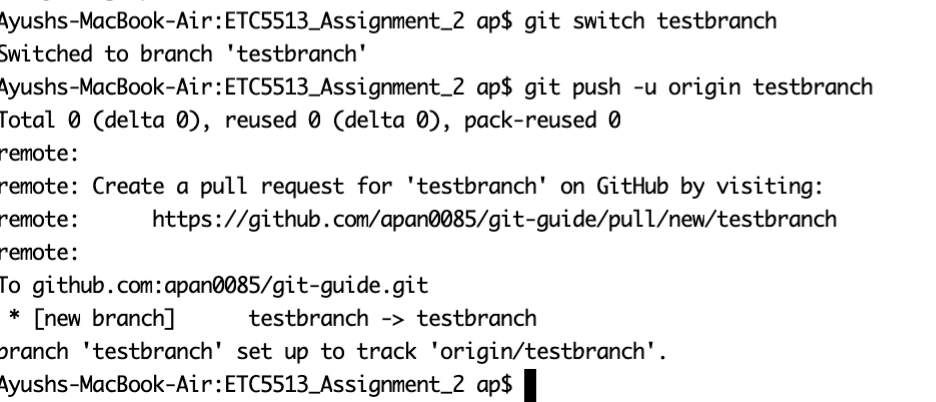 Ayushs-MacBook-Air:ETC5513_Assignment_2 ap$ git switch testbranch
Switched to branch 'testbranch'
Ayushs-MacBook-Air:ETC5513_Assignment_2 ap$ git push -u origin testbranch
Total 0 (delta 0), reused 0 (delta 0), pack-reused 0
remote:
remote: Create a pull request for 'testbranch' on GitHub by visiting:
remote:      https://github.com/apan0085/git-guide/pull/new/testbranch
remote:
To github.com:apan0085/git-guide.git
 * [new branch]      testbranch -> testbranch
branch 'testbranch' set up to track 'origin/testbranch'.
Ayushs-MacBook-Air:ETC5513_Assignment_2 ap$